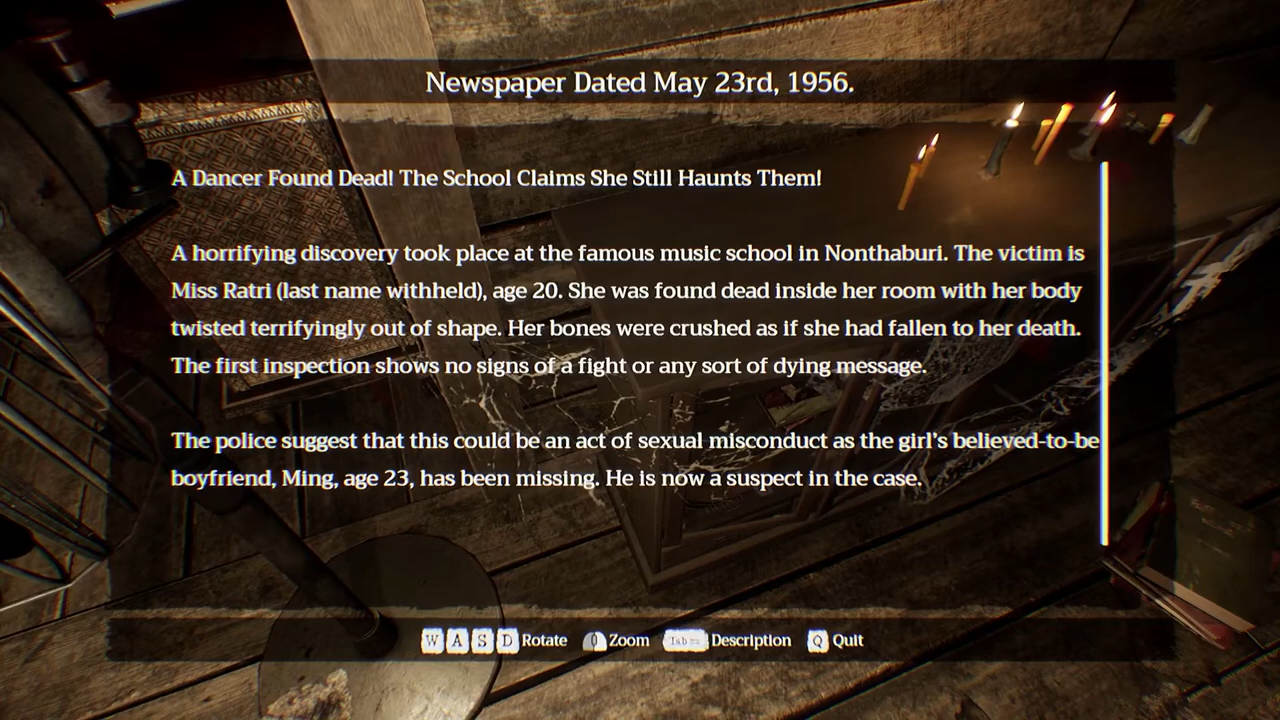 Newspaper Dated May 23rd, 1956.
A Dancer Found Dead! The School Claims She Still Haunts Them!
A horrifying discovery took place at the famous music school in Nonthaburi. The victim is
Miss Ratri (last name withheld), age 20. She was found dead inside her room with her body
twisted terrifyingly out of shape. Her bones were crushed as if she had fallen to her death.
The first inspection shows no signs of a fight or any sort of dying message.
The police suggest that this could be an act of sexual misconduct as the girl's believed-to-be
boyfriend, Ming, age 23, has been missing. He is now a suspect in the case.
W A S D Rotate Zoom Tab Description Q Quit